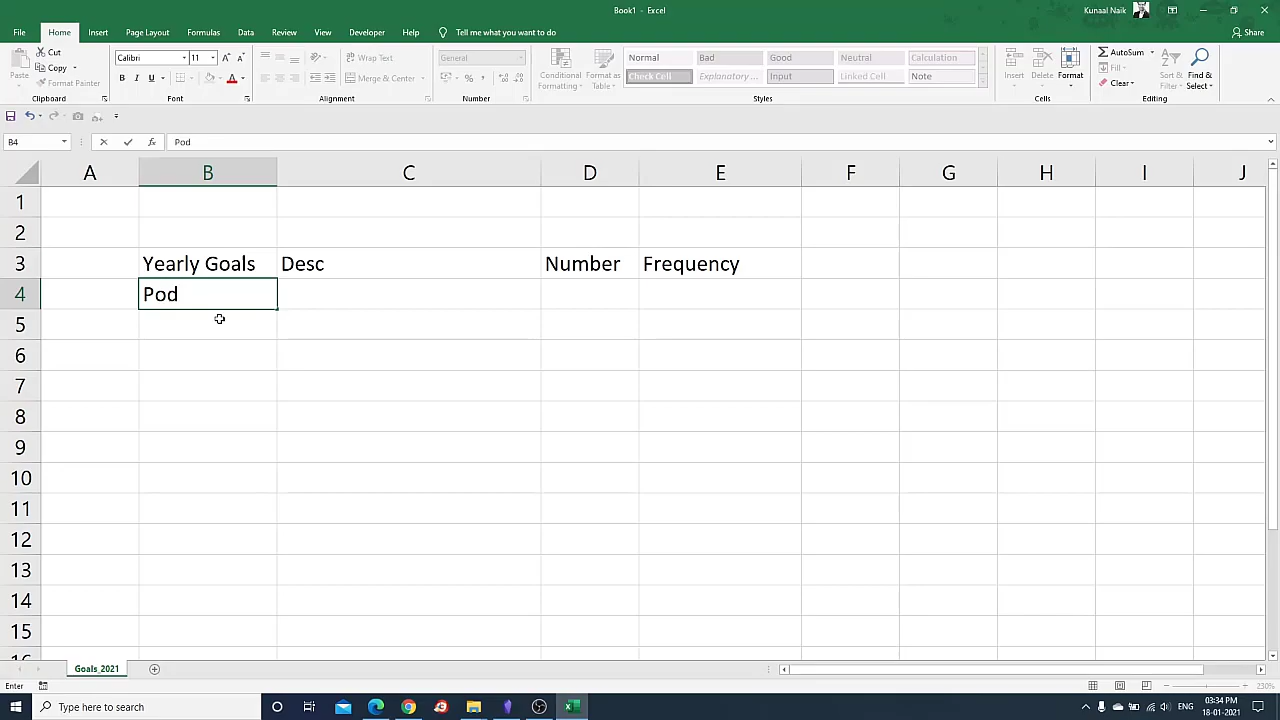 Book1 - Excel
Kunaal Naik
File Home Insert Page Layout Formulas Data Review View Developer Help Tell me what you want to do
Share
Paste
Cut
Copy
Format Painter
Clipboard
Calibri 11
B I U
Font
Wrap Text
Merge & Center
Alignment
General
Number
Conditional Formatting
Format as Table
Normal Bad Good Neutral Calculation
Check Cell Explanatory... Input Linked Cell Note
Styles
Insert Delete Format
Cells
AutoSum
Fill
Clear
Sort & Filter
Find & Select
Editing
B4 Pod
A B C D E F G H I J
1
2
3 Yearly Goals Desc Number Frequency
4 Pod
5
6
7
8
9
10
11
12
13
14
15
16
Goals_2021
Enter
230%
Type here to search
ENG
03:34 PM
18-01-2021